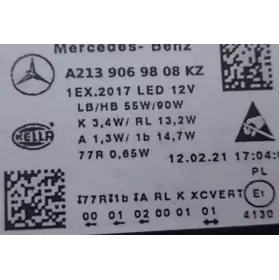 Mercedes- Benz
A213 906 98 08 KZ
1EX.2017 LED 12V
LB/HB 55W/90W
K 3,4W/ RL 13,2W
HELLA
A 1,3W/ 1b 14,7W
77R 0,65W
12.02.21 17:04:
PL
IA RL K XCVERT E1
00 01 02 00 01 01
4130